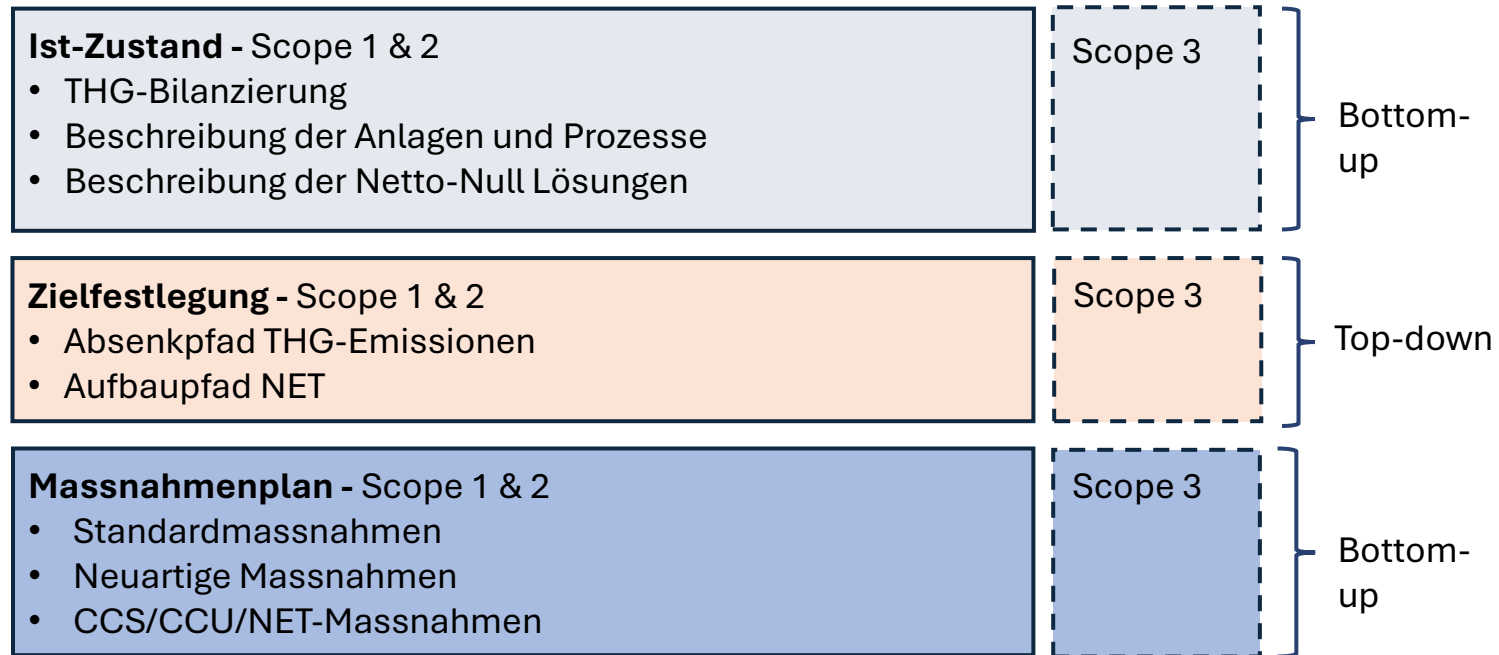 Ist-Zustand - Scope 1 & 2
• THG-Bilanzierung
• Beschreibung der Anlagen und Prozesse
• Beschreibung der Netto-Null Lösungen
Scope 3
Bottom-
up
Zielfestlegung - Scope 1 & 2
• Absenkpfad THG-Emissionen
• Aufbaupfad NET
Scope 3
Top-down
Massnahmenplan - Scope 1 & 2
• Standardmassnahmen
• Neuartige Massnahmen
• CCS/CCU/NET-Massnahmen
Scope 3
Bottom-
up